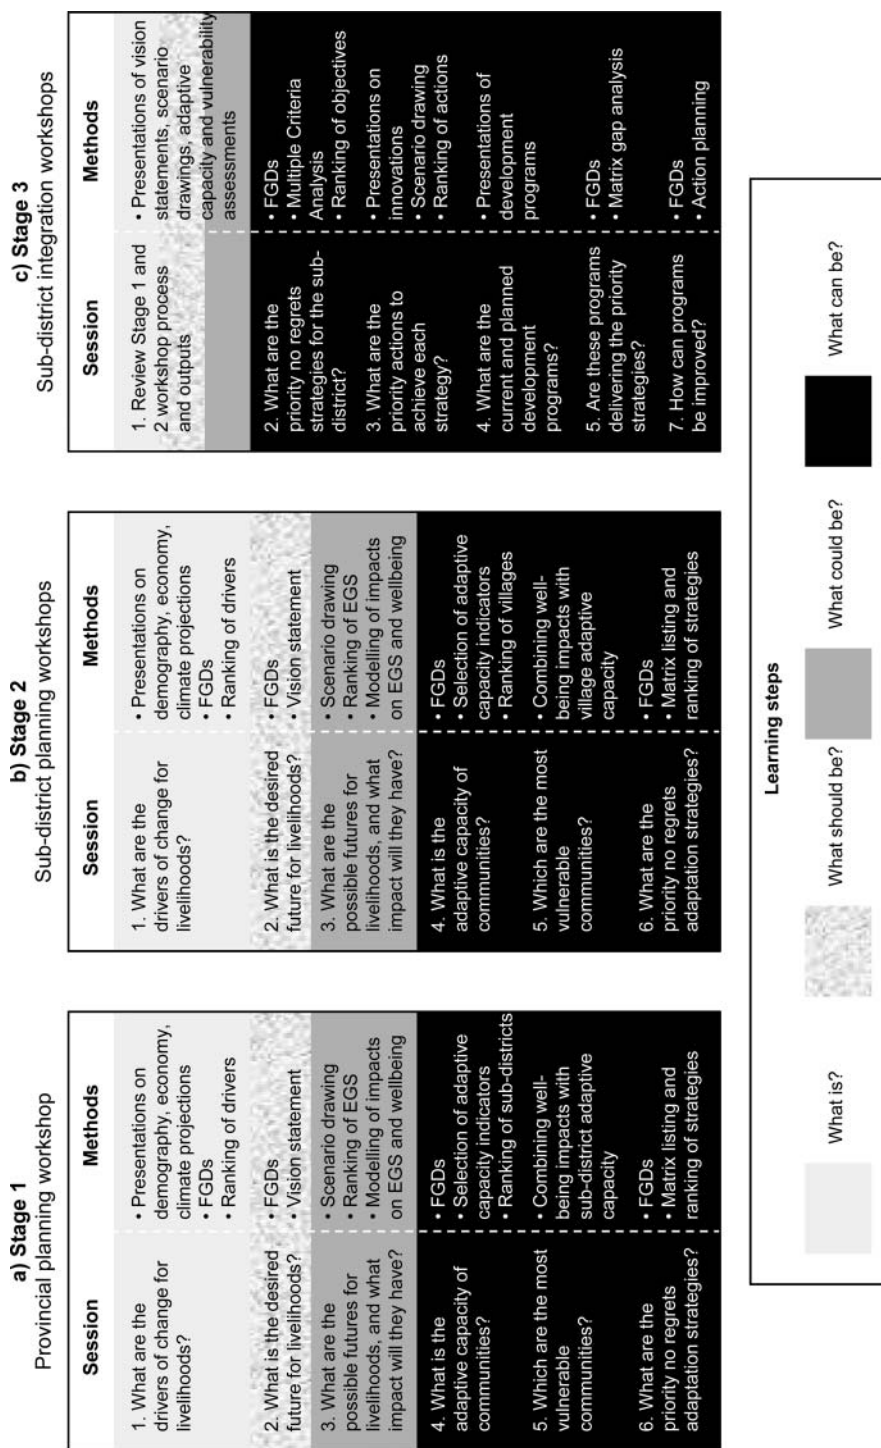 a) Stage 1
Provincial planning workshop
Session
Methods
1. What are the
drivers of change for
livelihoods?
• Presentations on
demography, economy,
climate projections
• FGDs
• Ranking of drivers
2. What is the desired
future for livelihoods?
• FGDs
• Vision statement
3. What are the
possible futures for
livelihoods, and what
impact will they have?
• Scenario drawing
• Ranking of EGS
• Modelling of impacts
on EGS and wellbeing
4. What is the
adaptive capacity of
communities?
• FGDs
• Selection of adaptive
capacity indicators
• Ranking of sub-districts
5. Which are the most
vulnerable
communities?
• Combining well-
being impacts with
sub-district adaptive
capacity
6. What are the
priority no regrets
adaptation strategies?
• FGDs
• Matrix listing and
ranking of strategies
b) Stage 2
Sub-district planning workshops
Session
Methods
1. What are the
drivers of change for
livelihoods?
• Presentations on
demography, economy,
climate projections
• FGDs
• Ranking of drivers
2. What is the desired
future for livelihoods?
• FGDs
• Vision statement
3. What are the
possible futures for
livelihoods, and what
impact will they have?
• Scenario drawing
• Ranking of EGS
• Modelling of impacts
on EGS and wellbeing
4. What is the
adaptive capacity of
communities?
• FGDs
• Selection of adaptive
capacity indicators
• Ranking of villages
5. Which are the most
vulnerable
communities?
• Combining well-
being impacts with
village adaptive
capacity
6. What are the
priority no regrets
adaptation strategies?
• FGDs
• Matrix listing and
ranking of strategies
c) Stage 3
Sub-district integration workshops
Session
Methods
1. Review Stage 1 and
2 workshop process
and outputs
• Presentations of vision
statements, scenario
drawings, adaptive
capacity and vulnerability
assessments
2. What are the
priority no regrets
strategies for the sub-
district?
• FGDs
• Multiple Criteria
Analysis
• Ranking of objectives
3. What are the
priority actions to
achieve each
strategy?
• Presentations on
innovations
• Scenario drawing
• Ranking of actions
4. What are the
current and planned
development
programs?
• Presentations of
development
programs
5. Are these programs
delivering the priority
strategies?
• FGDs
• Matrix gap analysis
7. How can programs
be improved?
• FGDs
• Action planning
Learning steps
What is?
What should be?
What could be?
What can be?